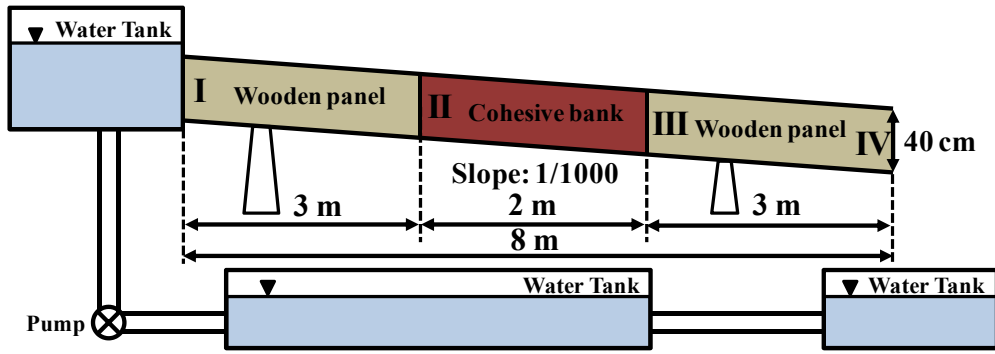 Water Tank
I Wooden panel
II Cohesive bank
III Wooden panel IV
40 cm
Slope: 1/1000
3 m
2 m
3 m
8 m
Water Tank
Water Tank
Pump